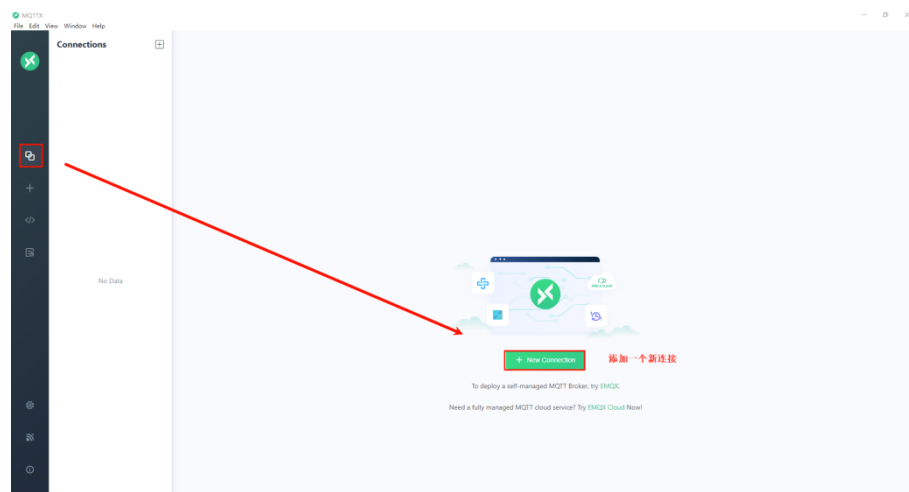 MQTTX
File Edit View Window Help
Connections
No Data
+ New Connection
添加一个新连接
To deploy a self-managed MQTT Broker, try EMQX.
Need a fully managed MQTT cloud service? Try EMQX Cloud Now!